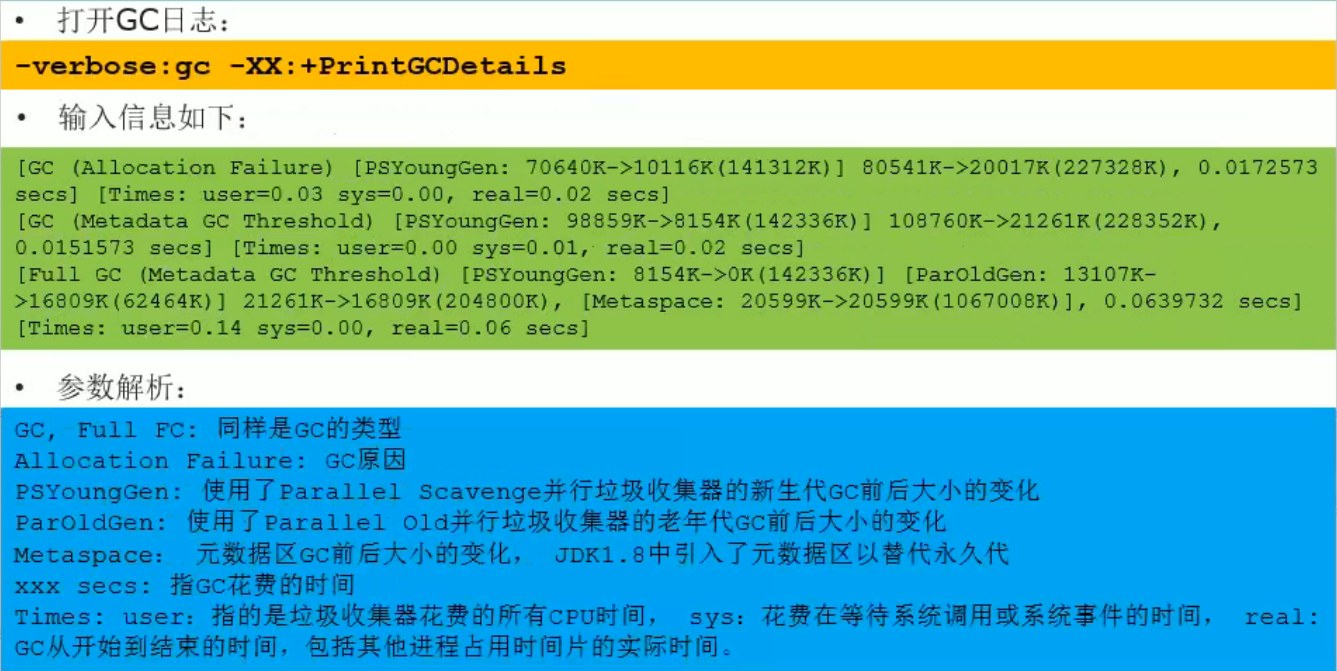 • 打开GC日志:
-verbose:gc -XX:+PrintGCDetails
• 输入信息如下:
[GC (Allocation Failure) [PSYoungGen: 70640K->10116K(141312K)] 80541K->20017K(227328K), 0.0172573
secs] [Times: user=0.03 sys=0.00, real=0.02 secs]
[GC (Metadata GC Threshold) [PSYoungGen: 98859K->8154K(142336K)] 108760K->21261K(228352K),
0.0151573 secs] [Times: user=0.00 sys=0.01, real=0.02 secs]
[Full GC (Metadata GC Threshold) [PSYoungGen: 8154K->0K(142336K)] [ParOldGen: 13107K-
>16809K(62464K)] 21261K->16809K(204800K), [Metaspace: 20599K->20599K(1067008K)], 0.0639732 secs]
[Times: user=0.14 sys=0.00, real=0.06 secs]
• 参数解析:
GC, Full FC: 同样是GC的类型
Allocation Failure: GC原因
PSYoungGen: 使用了Parallel Scavenge并行垃圾收集器的新生代GC前后大小的变化
ParOldGen: 使用了Parallel Old并行垃圾收集器的老年代GC前后大小的变化
Metaspace: 元数据区GC前后大小的变化, JDK1.8中引入了元数据区以替代永久代
xxx secs: 指GC花费的时间
Times: user: 指的是垃圾收集器花费的所有CPU时间, sys: 花费在等待系统调用或系统事件的时间, real:
GC从开始到结束的时间,包括其他进程占用时间片的实际时间。